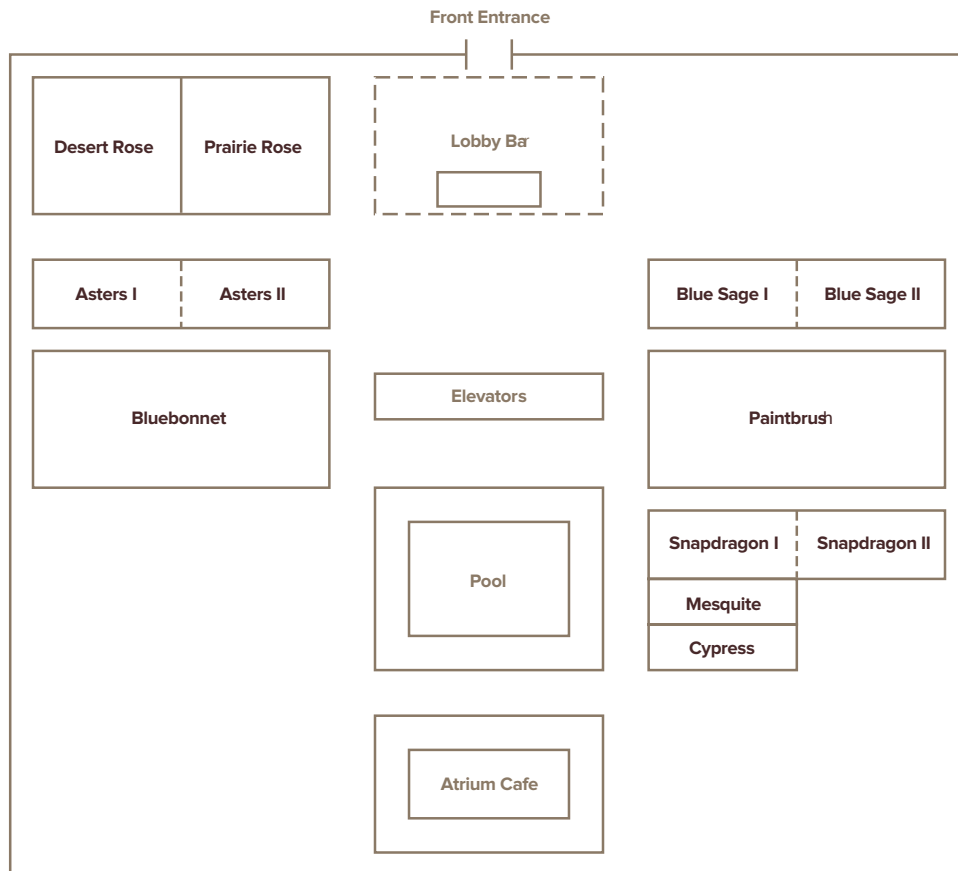 Front Entrance
Desert Rose
Prairie Rose
Lobby Bar
Asters I
Asters II
Blue Sage I
Blue Sage II
Bluebonnet
Elevators
Paintbrush
Snapdragon I
Snapdragon II
Pool
Mesquite
Cypress
Atrium Cafe